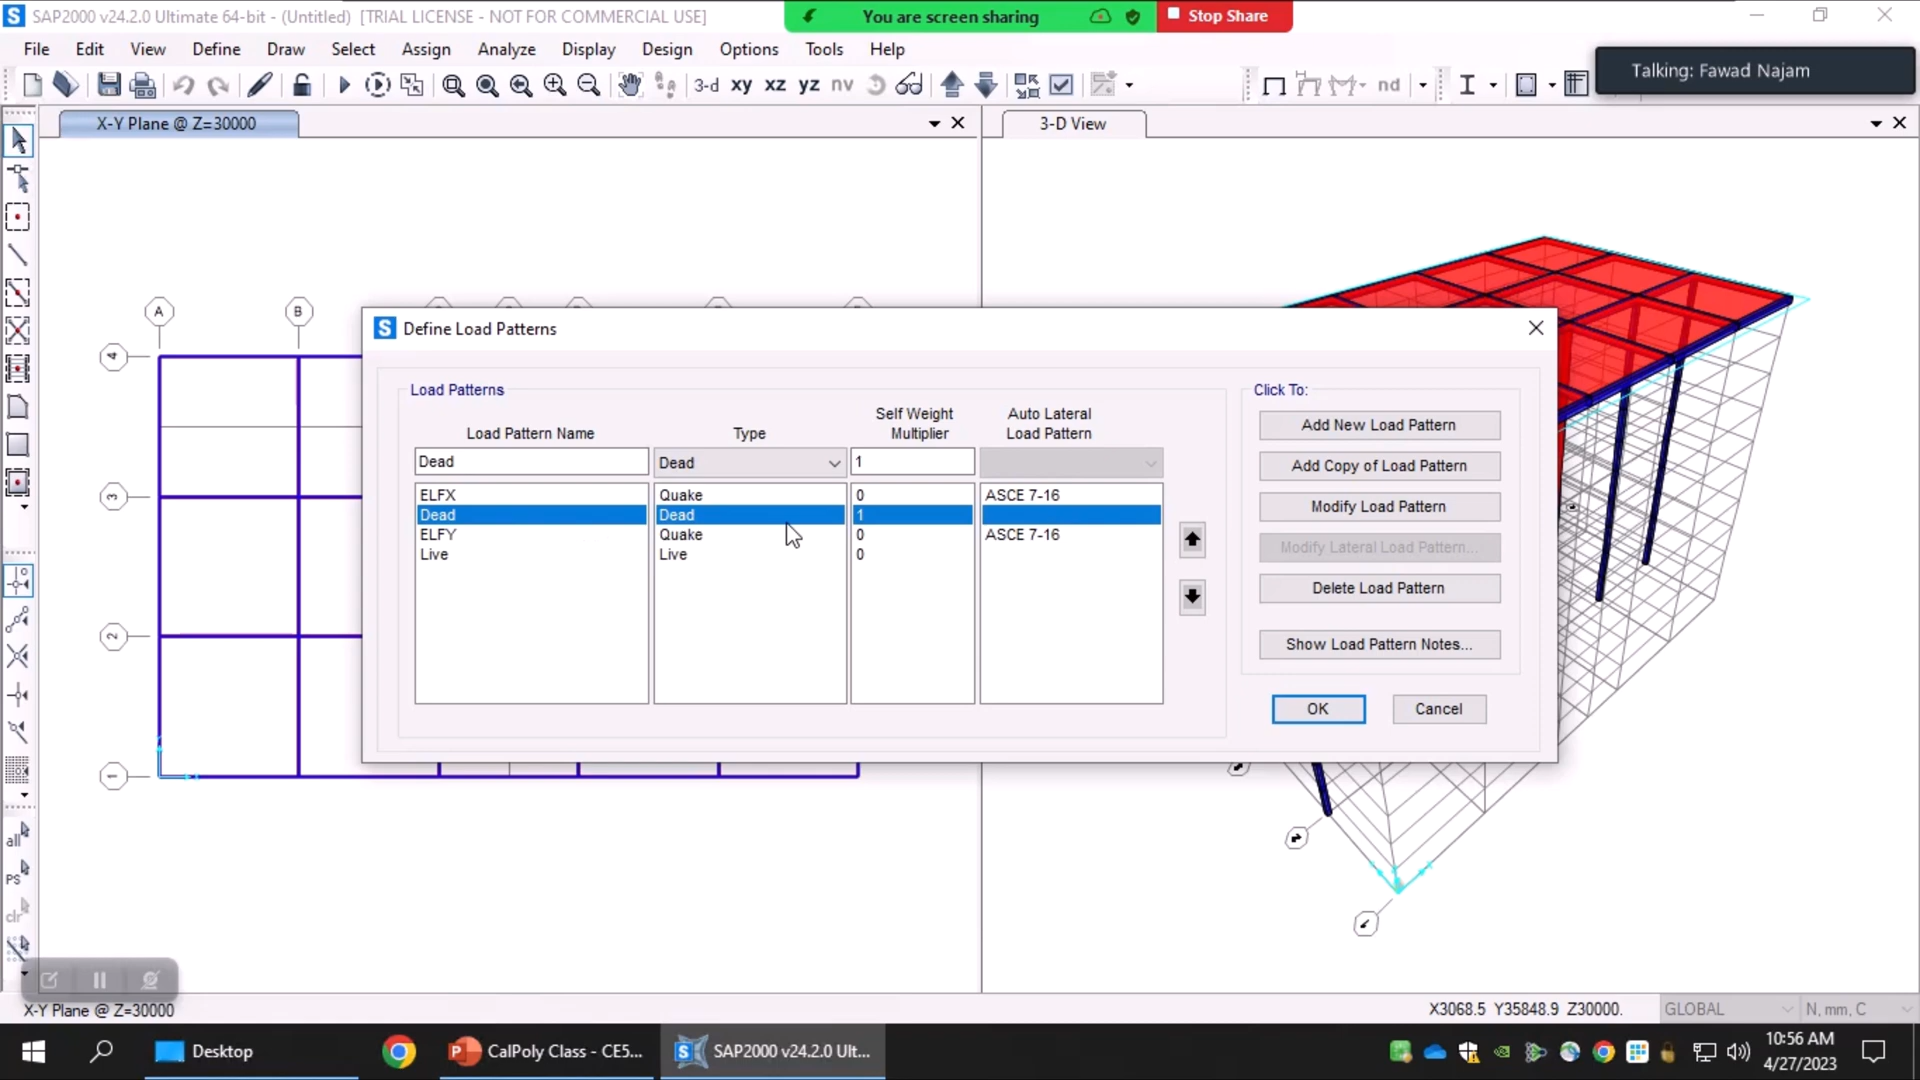 SAP2000 v24.2.0 Ultimate 64-bit - (Untitled) [TRIAL LICENSE - NOT FOR COMMERCIAL USE]
You are screen sharing
Stop Share
File Edit View Define Draw Select Assign Analyze Display Design Options Tools Help
Talking: Fawad Najam
3-d xy xz yz nv nd
X-Y Plane @ Z=30000
3-D View
A B
4
3
2
1
Define Load Patterns
Load Patterns
Click To:
Load Pattern Name Type Self Weight Multiplier Auto Lateral Load Pattern
Dead Dead 1
ELFX Quake 0 ASCE 7-16
Dead Dead 1
ELFY Quake 0 ASCE 7-16
Live Live 0
Add New Load Pattern
Add Copy of Load Pattern
Modify Load Pattern
Modify Lateral Load Pattern...
Delete Load Pattern
Show Load Pattern Notes...
OK Cancel
all
PS
clr
X-Y Plane @ Z=30000
X3068.5 Y35848.9 Z30000.
GLOBAL
N, mm, C
Desktop
CalPoly Class - CE5...
SAP2000 v24.2.0 Ult...
10:56 AM
4/27/2023